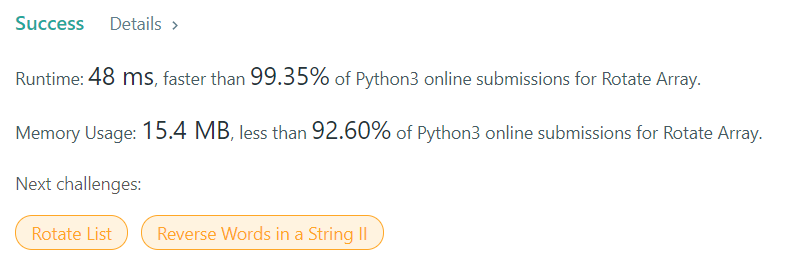 Success Details >
Runtime: 48 ms, faster than 99.35% of Python3 online submissions for Rotate Array.
Memory Usage: 15.4 MB, less than 92.60% of Python3 online submissions for Rotate Array.
Next challenges:
Rotate List Reverse Words in a String II